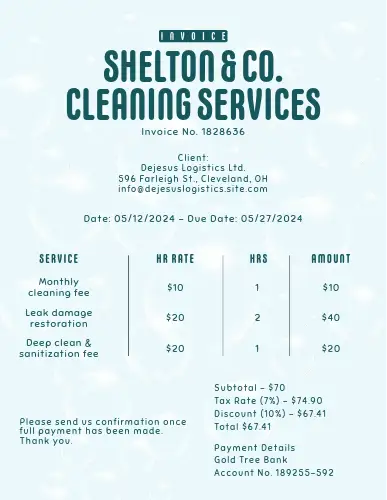 INVOICE
SHELTON & CO.
CLEANING SERVICES
Invoice No. 1828636
Client:
Dejesus Logistics Ltd.
596 Farleigh St., Cleveland, OH
info@dejesuslogistics.site.com
Date: 05/12/2024 - Due Date: 05/27/2024
SERVICE HR RATE HRS AMOUNT
Monthly
cleaning fee $10 1 $10
Leak damage
restoration $20 2 $40
Deep clean &
sanitization fee $20 1 $20
Subtotal - $70
Tax Rate (7%) - $74.90
Discount (10%) - $67.41
Total $67.41
Please send us confirmation once
full payment has been made.
Thank you.
Payment Details
Gold Tree Bank
Account No. 189255-592